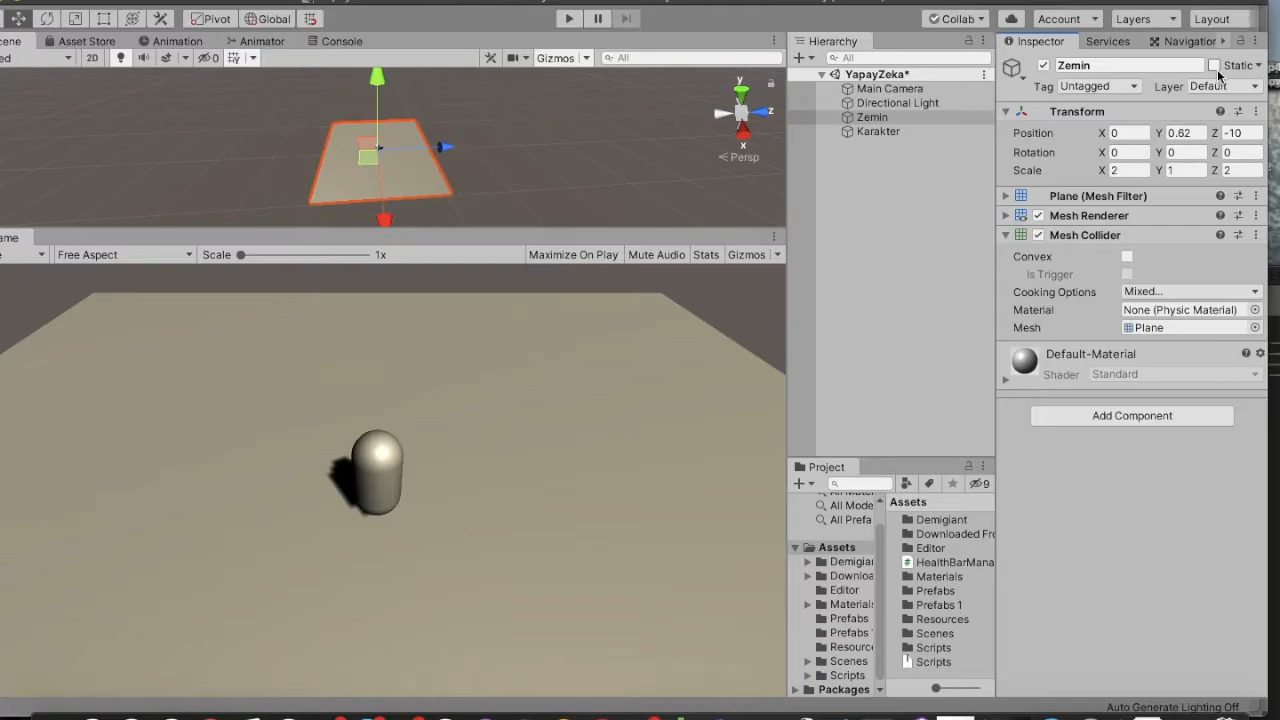 Pivot Global Collab Account Layers Layout
Asset Store Animation Animator Console
2D 0 Gizmos All
y
z
x
Persp
Free Aspect Scale 1x Maximize On Play Mute Audio Stats Gizmos
Hierarchy
All
YapayZeka*
Main Camera
Directional Light
Zemin
Karakter
Project
9
All Mode
All Prefa
Assets
Demigiar
Downloa
Editor
Materials
Prefabs
Prefabs 1
Resourc
Scenes
Scripts
Packages
Assets
Demigiant
Downloaded Fro
Editor
HealthBarMana
Materials
Prefabs
Prefabs 1
Resources
Scenes
Scripts
Scripts
Inspector Services Navigation
Zemin Static
Tag Untagged Layer Default
Transform
Position X 0 Y 0.62 Z -10
Rotation X 0 Y 0 Z 0
Scale X 2 Y 1 Z 2
Plane (Mesh Filter)
Mesh Renderer
Mesh Collider
Convex
Is Trigger
Cooking Options Mixed...
Material None (Physic Material)
Mesh Plane
Default-Material
Shader Standard
Add Component
Auto Generate Lighting Off